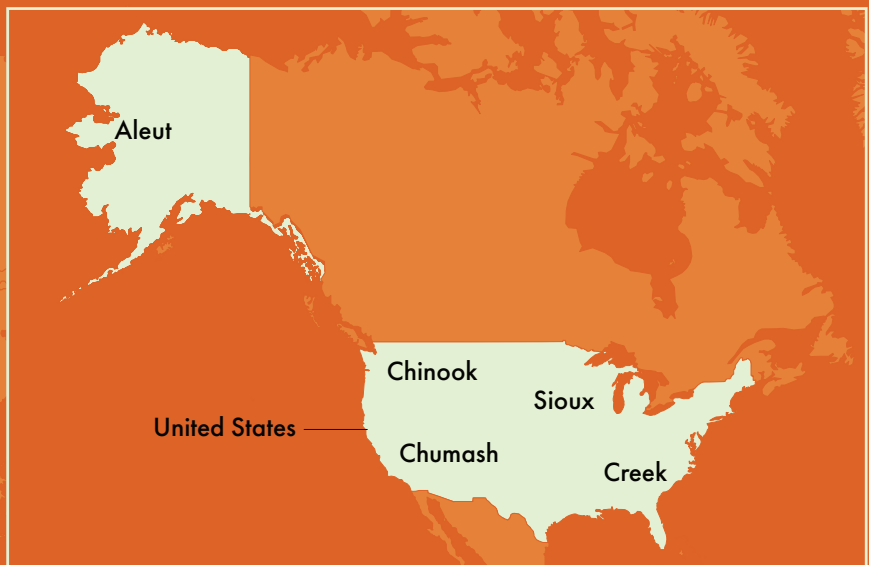 Aleut
Chinook
Sioux
United States
Chumash
Creek